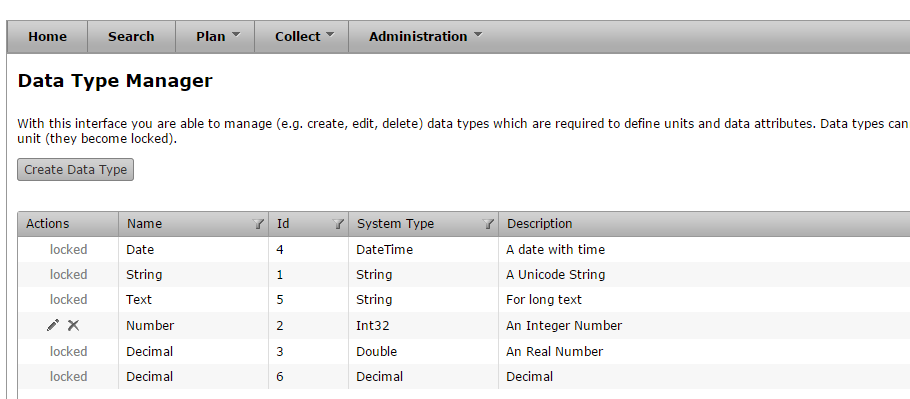 Home Search Plan Collect Administration
Data Type Manager
With this interface you are able to manage (e.g. create, edit, delete) data types which are required to define units and data attributes. Data types can
unit (they become locked).
Create Data Type
Actions Name Id System Type Description
locked Date 4 DateTime A date with time
locked String 1 String A Unicode String
locked Text 5 String For long text
Number 2 Int32 An Integer Number
locked Decimal 3 Double An Real Number
locked Decimal 6 Decimal Decimal